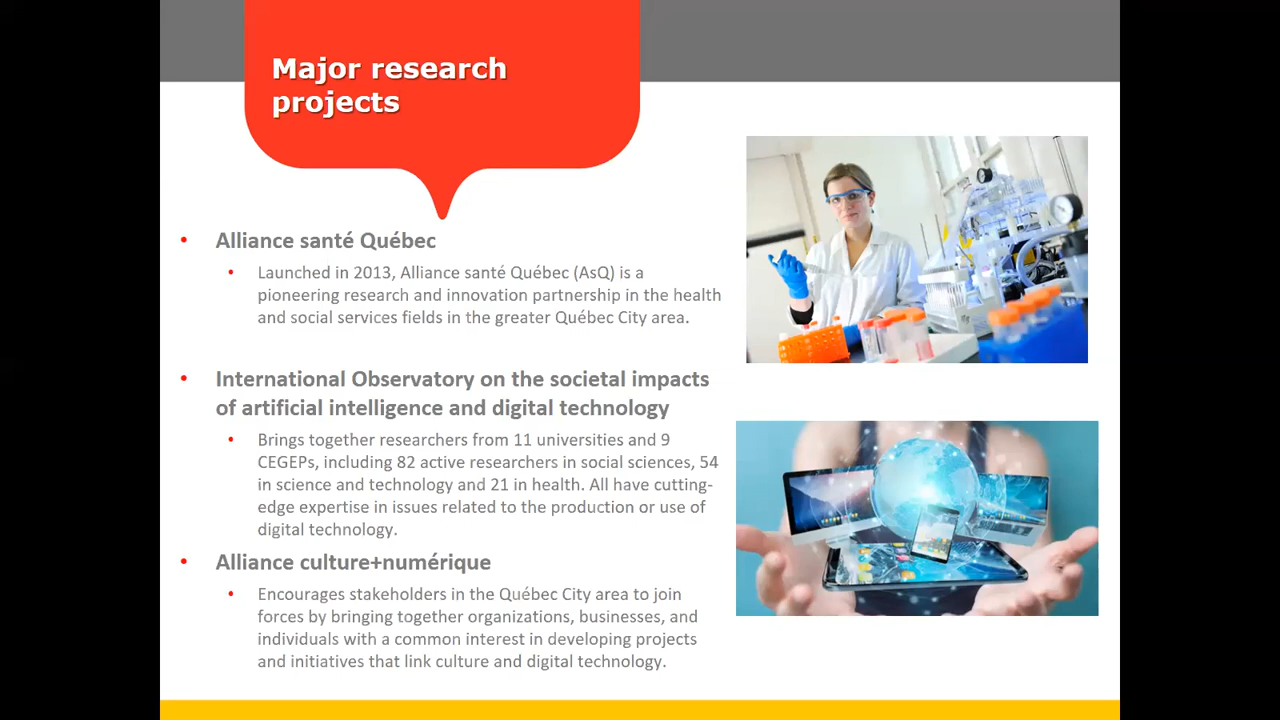 Major research
projects
Alliance santé Québec
Launched in 2013, Alliance santé Québec (AsQ) is a
pioneering research and innovation partnership in the health
and social services fields in the greater Québec City area.
International Observatory on the societal impacts
of artificial intelligence and digital technology
Brings together researchers from 11 universities and 9
CEGEPs, including 82 active researchers in social sciences, 54
in science and technology and 21 in health. All have cutting-
edge expertise in issues related to the production or use of
digital technology.
Alliance culture+numérique
Encourages stakeholders in the Québec City area to join
forces by bringing together organizations, businesses, and
individuals with a common interest in developing projects
and initiatives that link culture and digital technology.